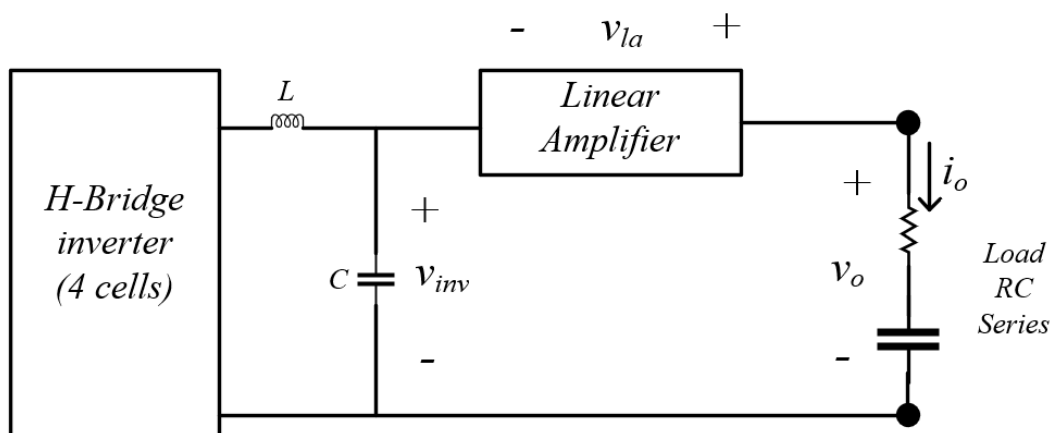 H-Bridge
inverter
(4 cells)
L
C
+
v_inv
-
- v_la +
Linear
Amplifier
+
v_o
-
i_o
Load
RC
Series